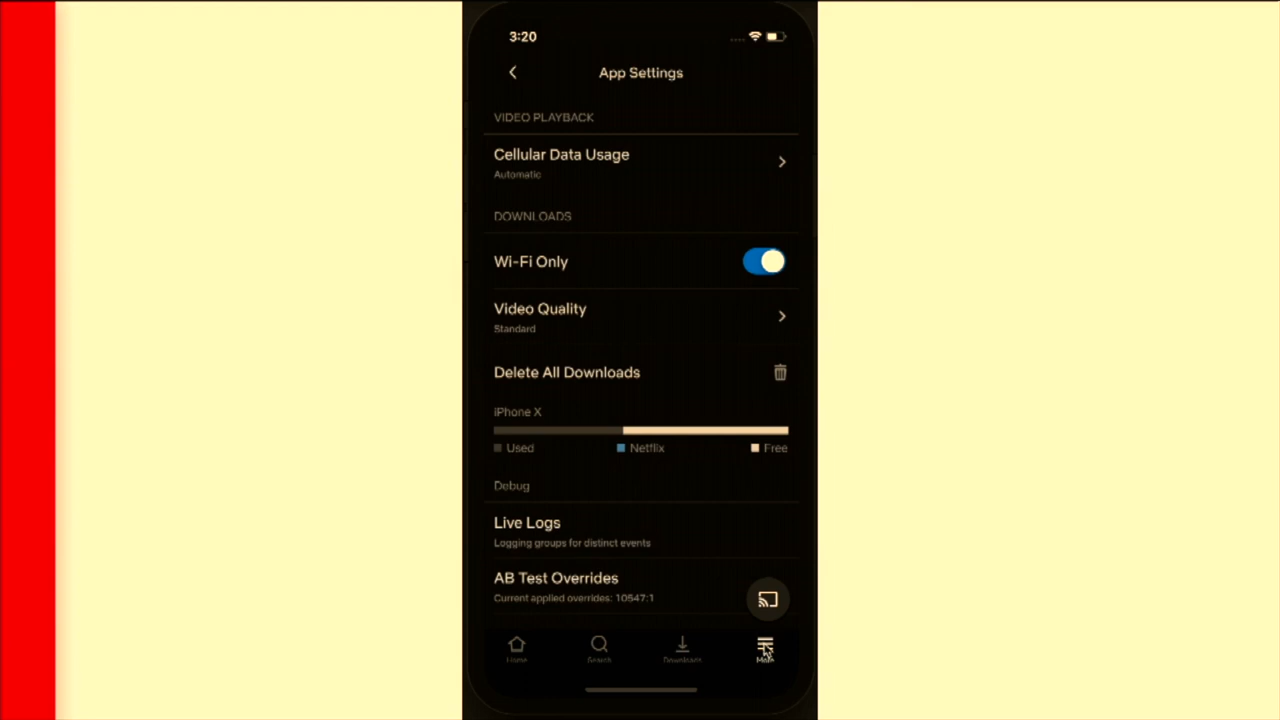 3:20
App Settings
VIDEO PLAYBACK
Cellular Data Usage
Automatic
DOWNLOADS
Wi-Fi Only
Video Quality
Standard
Delete All Downloads
iPhone X
Used Netflix Free
Debug
Live Logs
Logging groups for distinct events
AB Test Overrides
Current applied overrides: 10547:1
Home Search Downloads More